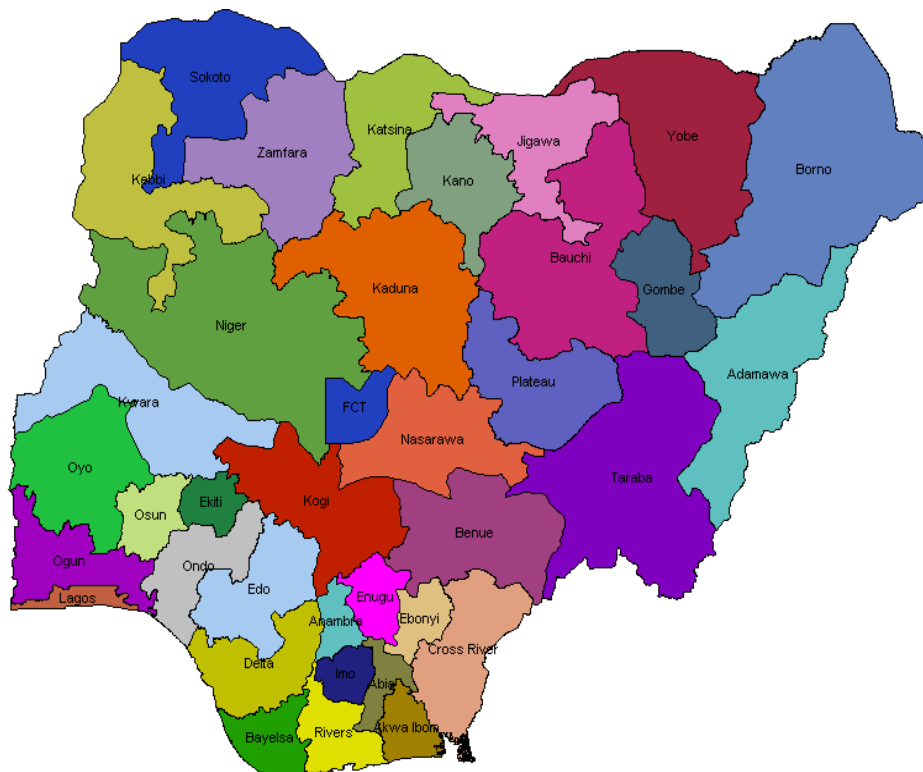 Sokoto
Katsina
Zamfara
Jigawa
Yobe
Kebbi
Kano
Borno
Bauchi
Kaduna
Gombe
Niger
Adamawa
Plateau
Kwara
FCT
Nasarawa
Oyo
Taraba
Ekiti
Kogi
Osun
Benue
Ogun
Ondo
Edo
Lagos
Enugu
Anambra
Ebonyi
Cross River
Delta
Imo
Abia
Bayelsa
Rivers
Akwa Ibom